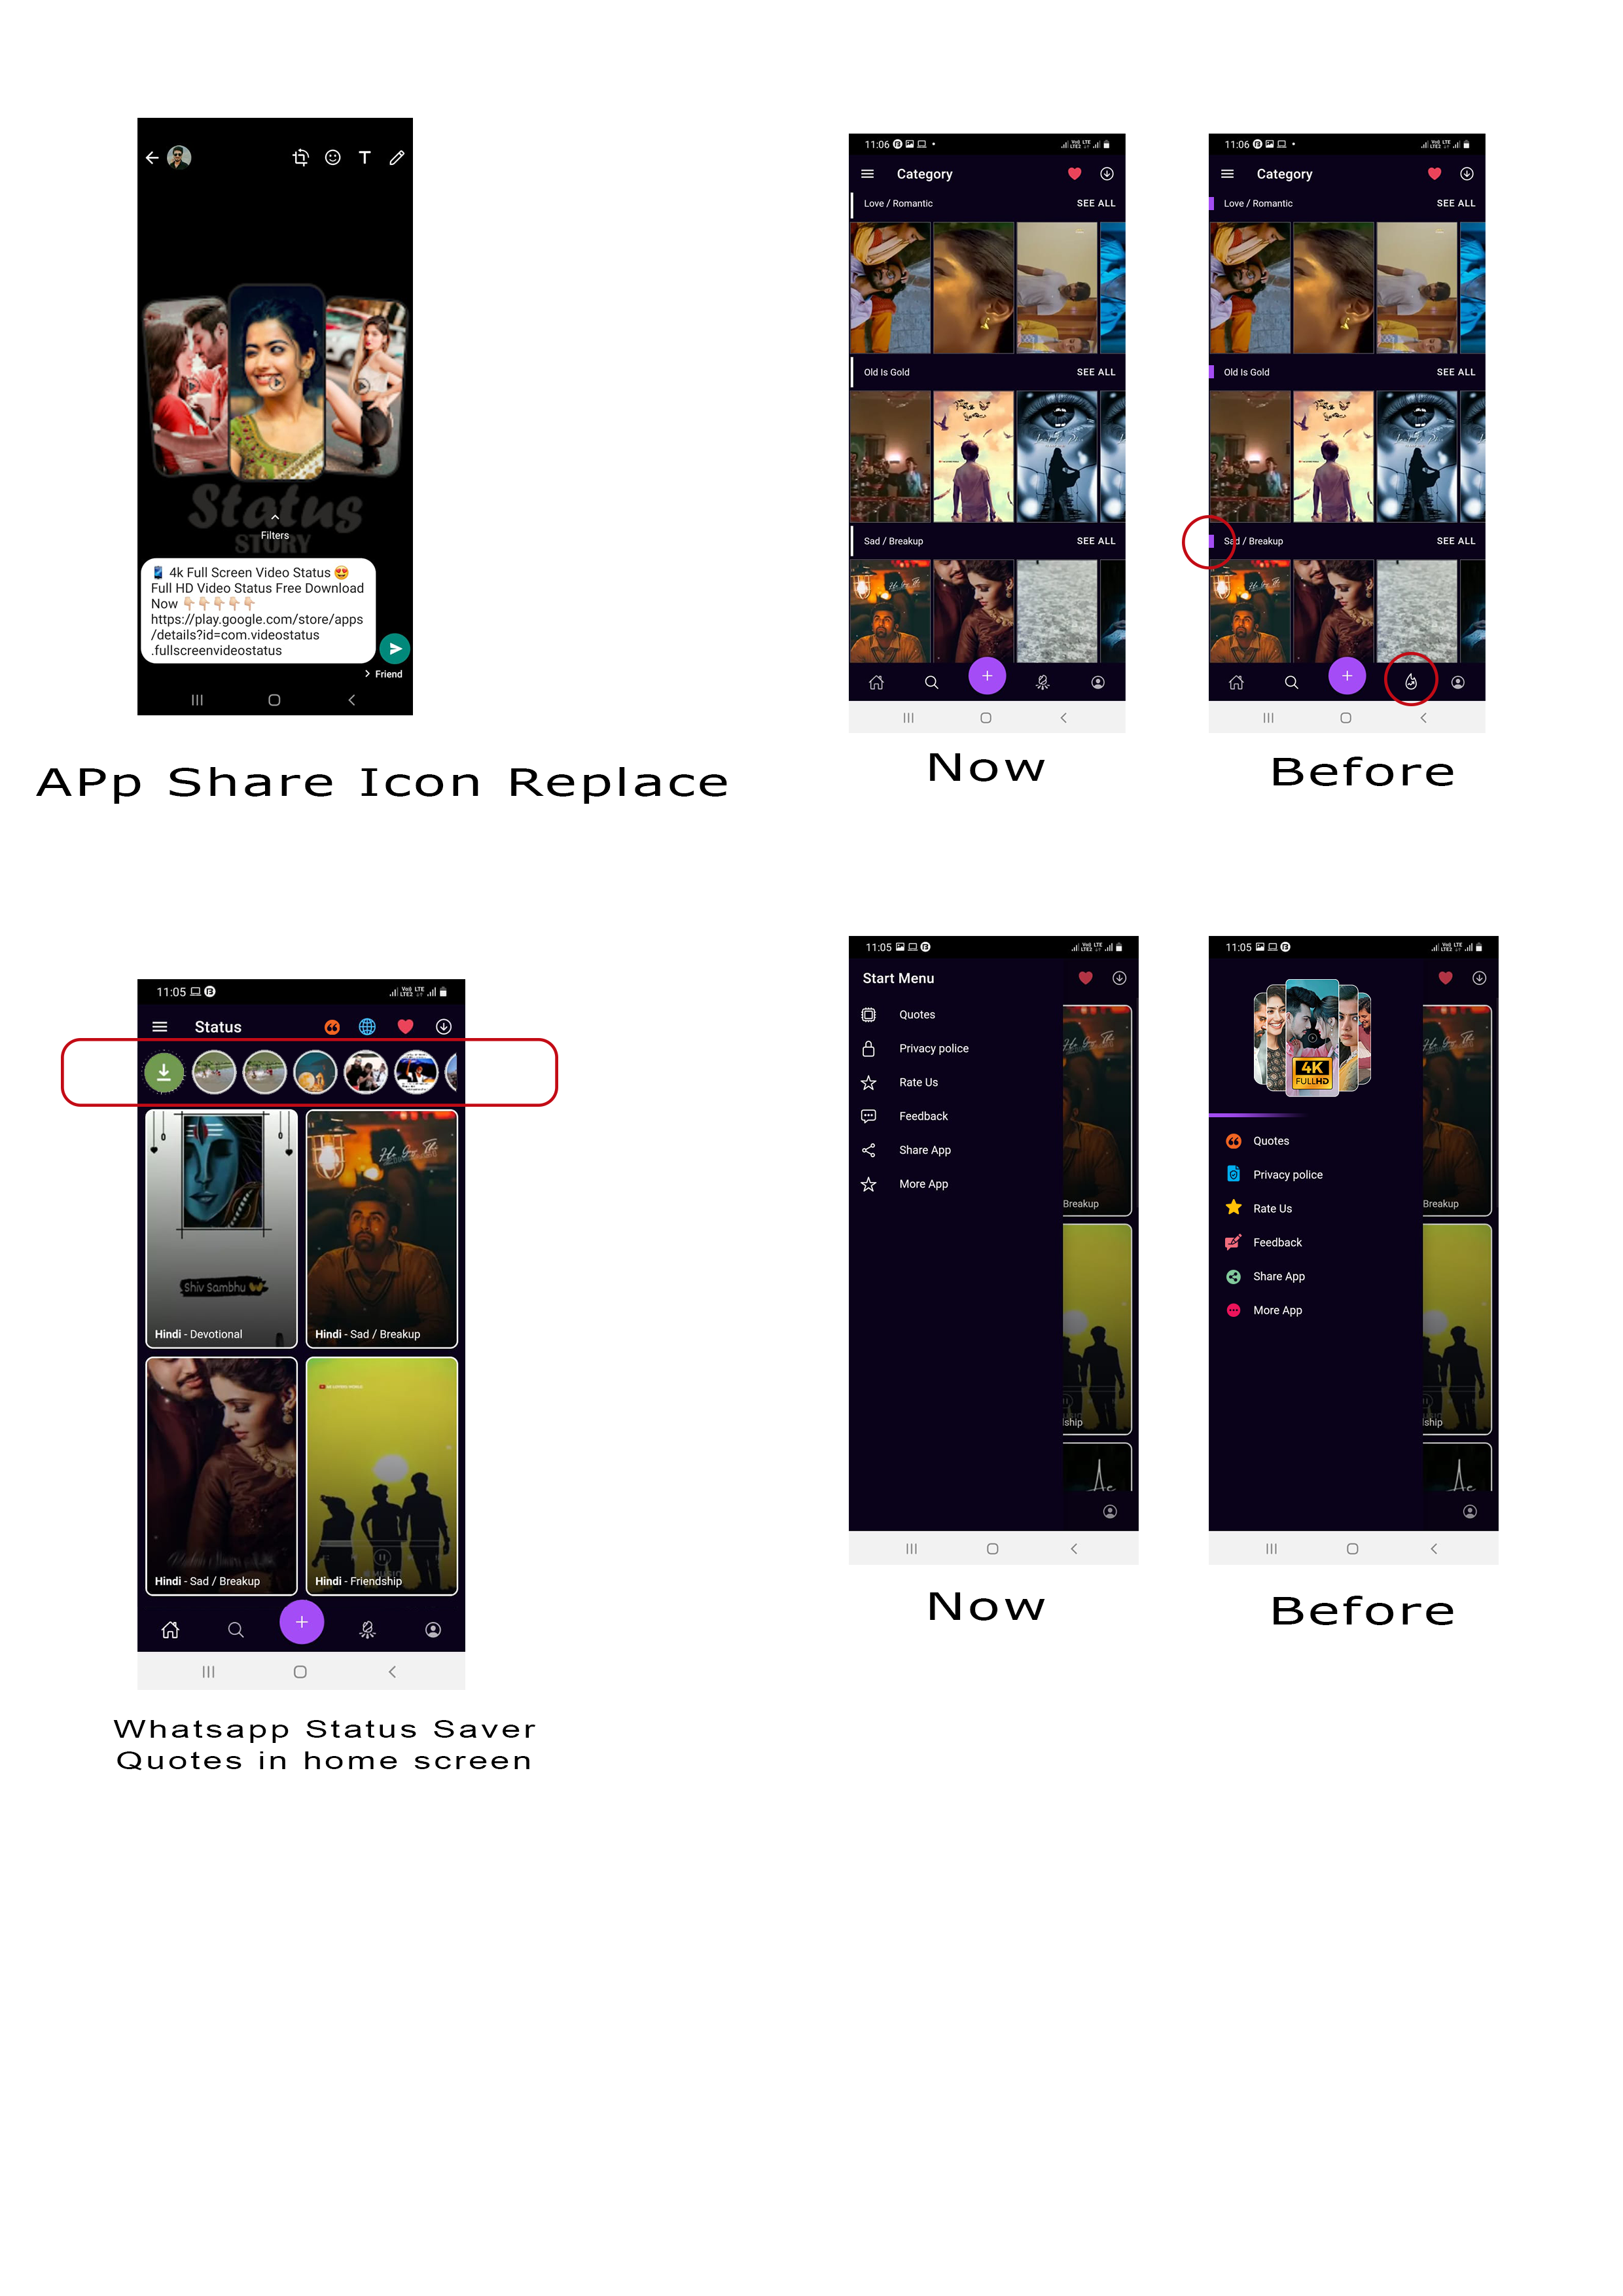 Status
STORY
Filters
4k Full Screen Video Status 😍
Full HD Video Status Free Download
Now 👇🏻👇🏻👇🏻👇🏻👇🏻
https://play.google.com/store/apps
/details?id=com.videostatus
.fullscreenvideostatus
Friend
APp Share Icon Replace
11:06
Category
Love / Romantic SEE ALL
Old Is Gold SEE ALL
Sad / Breakup SEE ALL
Now
11:06
Category
Love / Romantic SEE ALL
Old Is Gold SEE ALL
Sad / Breakup SEE ALL
Before
11:05
Status
Shiv Sambhu
Hindi - Devotional
Hindi - Sad / Breakup
Hindi - Sad / Breakup
Hindi - Friendship
Whatsapp Status Saver
Quotes in home screen
11:05
Start Menu
Quotes
Privacy police
Rate Us
Feedback
Share App
More App
Breakup
ship
Now
11:05
4K
FULLHD
Quotes
Privacy police
Rate Us
Feedback
Share App
More App
Breakup
ship
Before